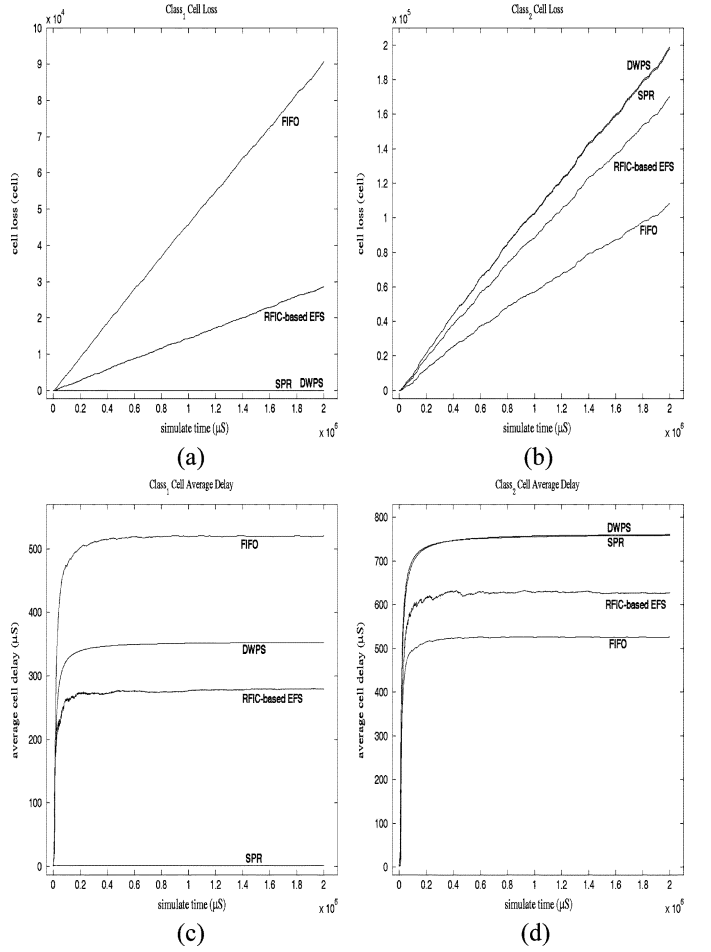 Class1 Cell Loss
x 10^4
10
9
8
7
6
5
4
3
2
1
0
cell loss (cell)
FIFO
RFIC-based EFS
SPR DWPS
0 0.2 0.4 0.6 0.8 1 1.2 1.4 1.6 1.8 2
simulate time (μS)
x 10^6
(a)
Class2 Cell Loss
x 10^5
2
1.8
1.6
1.4
1.2
1
0.8
0.6
0.4
0.2
0
cell loss (cell)
DWPS
SPR
RFIC-based EFS
FIFO
0 0.2 0.4 0.6 0.8 1 1.2 1.4 1.6 1.8 2
simulate time (μS)
x 10^6
(b)
Class1 Cell Average Delay
500
400
300
200
100
0
average cell delay (μS)
FIFO
DWPS
RFIC-based EFS
SPR
0 0.2 0.4 0.6 0.8 1 1.2 1.4 1.6 1.8 2
simulate time (μS)
x 10^6
(c)
Class2 Cell Average Delay
800
700
600
500
400
300
200
100
0
average cell delay (μS)
DWPS
SPR
RFIC-based EFS
FIFO
0 0.2 0.4 0.6 0.8 1 1.2 1.4 1.6 1.8 2
simulate time (μS)
x 10^6
(d)